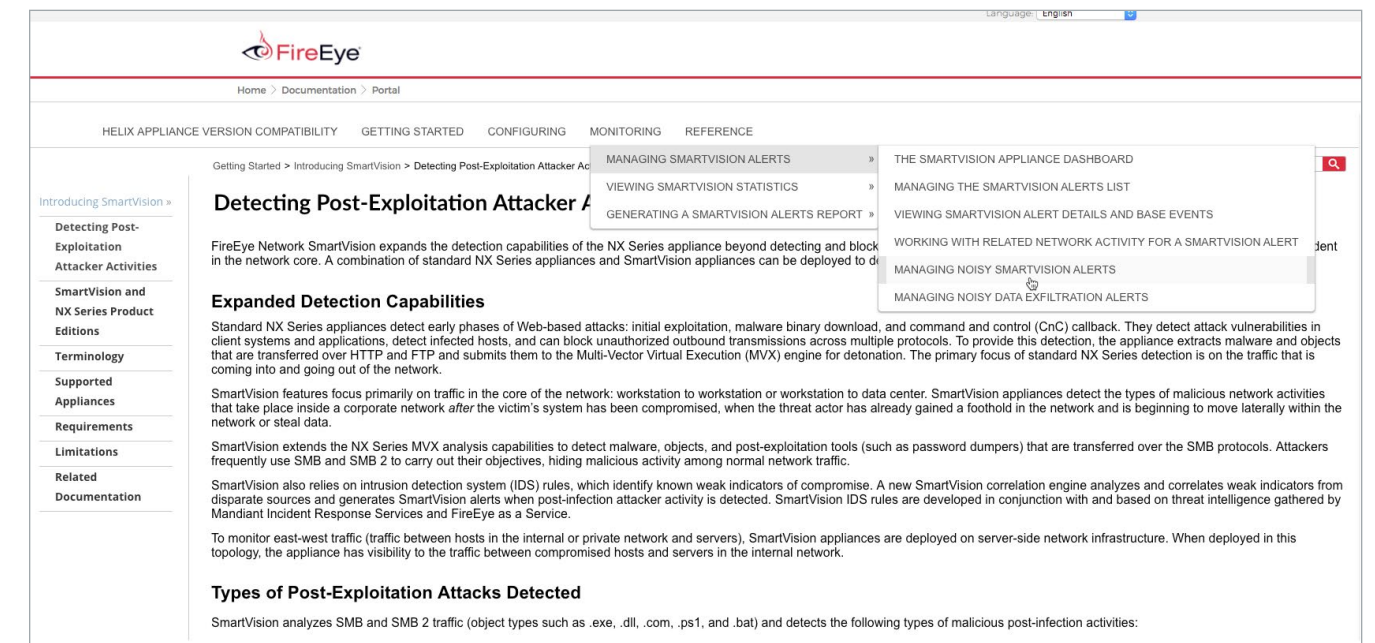 Language: English
FireEye
Home > Documentation > Portal
HELIX APPLIANCE VERSION COMPATIBILITY GETTING STARTED CONFIGURING MONITORING REFERENCE
Getting Started > Introducing SmartVision > Detecting Post-Exploitation Attacker Ac
MANAGING SMARTVISION ALERTS »
VIEWING SMARTVISION STATISTICS »
GENERATING A SMARTVISION ALERTS REPORT »
THE SMARTVISION APPLIANCE DASHBOARD
MANAGING THE SMARTVISION ALERTS LIST
VIEWING SMARTVISION ALERT DETAILS AND BASE EVENTS
WORKING WITH RELATED NETWORK ACTIVITY FOR A SMARTVISION ALERT
MANAGING NOISY SMARTVISION ALERTS
MANAGING NOISY DATA EXFILTRATION ALERTS
Introducing SmartVision »
Detecting Post-
Exploitation
Attacker Activities
SmartVision and
NX Series Product
Editions
Terminology
Supported
Appliances
Requirements
Limitations
Related
Documentation
Detecting Post-Exploitation Attacker A
FireEye Network SmartVision expands the detection capabilities of the NX Series appliance beyond detecting and block dent
in the network core. A combination of standard NX Series appliances and SmartVision appliances can be deployed to d
Expanded Detection Capabilities
Standard NX Series appliances detect early phases of Web-based attacks: initial exploitation, malware binary download, and command and control (CnC) callback. They detect attack vulnerabilities in
client systems and applications, detect infected hosts, and can block unauthorized outbound transmissions across multiple protocols. To provide this detection, the appliance extracts malware and objects
that are transferred over HTTP and FTP and submits them to the Multi-Vector Virtual Execution (MVX) engine for detonation. The primary focus of standard NX Series detection is on the traffic that is
coming into and going out of the network.
SmartVision features focus primarily on traffic in the core of the network: workstation to workstation or workstation to data center. SmartVision appliances detect the types of malicious network activities
that take place inside a corporate network after the victim's system has been compromised, when the threat actor has already gained a foothold in the network and is beginning to move laterally within the
network or steal data.
SmartVision extends the NX Series MVX analysis capabilities to detect malware, objects, and post-exploitation tools (such as password dumpers) that are transferred over the SMB protocols. Attackers
frequently use SMB and SMB 2 to carry out their objectives, hiding malicious activity among normal network traffic.
SmartVision also relies on intrusion detection system (IDS) rules, which identify known weak indicators of compromise. A new SmartVision correlation engine analyzes and correlates weak indicators from
disparate sources and generates SmartVision alerts when post-infection attacker activity is detected. SmartVision IDS rules are developed in conjunction with and based on threat intelligence gathered by
Mandiant Incident Response Services and FireEye as a Service.
To monitor east-west traffic (traffic between hosts in the internal or private network and servers), SmartVision appliances are deployed on server-side network infrastructure. When deployed in this
topology, the appliance has visibility to the traffic between compromised hosts and servers in the internal network.
Types of Post-Exploitation Attacks Detected
SmartVision analyzes SMB and SMB 2 traffic (object types such as .exe, .dll, .com, .ps1, and .bat) and detects the following types of malicious post-infection activities: